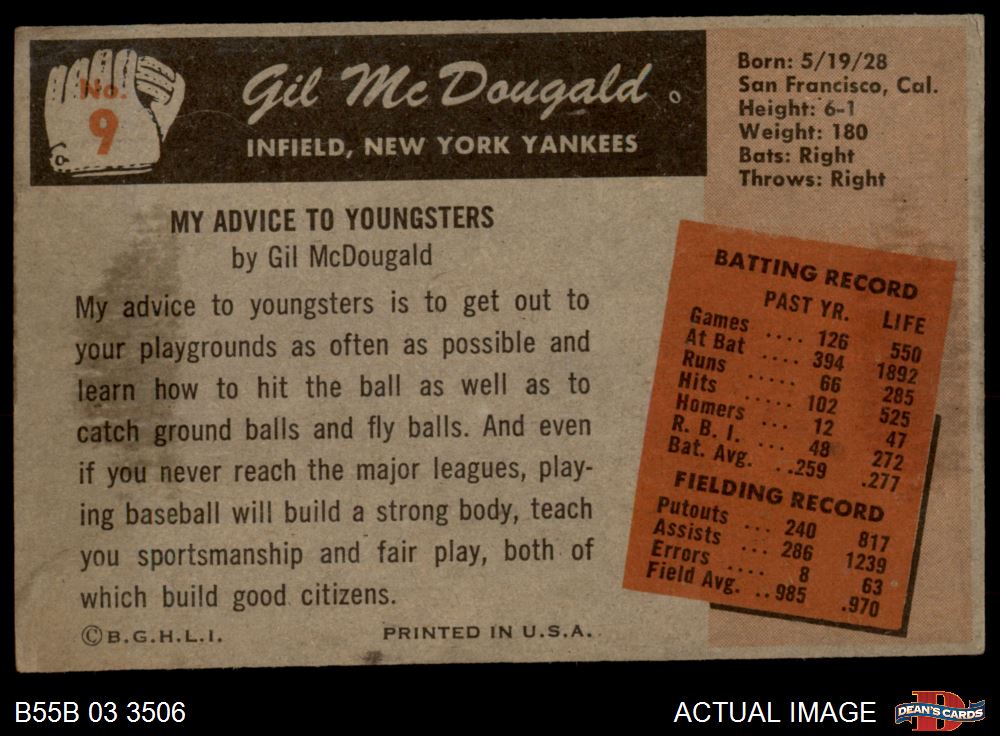 No.
9
Gil McDougald
INFIELD, NEW YORK YANKEES
Born: 5/19/28
San Francisco, Cal.
Height: 6-1
Weight: 180
Bats: Right
Throws: Right
MY ADVICE TO YOUNGSTERS
by Gil McDougald
My advice to youngsters is to get out to
your playgrounds as often as possible and
learn how to hit the ball as well as to
catch ground balls and fly balls. And even
if you never reach the major leagues, play-
ing baseball will build a strong body, teach
you sportsmanship and fair play, both of
which build good citizens.
©B.G.H.L.I.
PRINTED IN U.S.A.
BATTING RECORD
PAST YR. LIFE
Games .... 126 550
At Bat .... 394 1892
Runs ..... 66 285
Hits ..... 102 525
Homers .... 12 47
R. B. I. ... 48 272
Bat. Avg. ..259 .277
FIELDING RECORD
Putouts ... 240 817
Assists ... 286 1239
Errors .... 8 63
Field Avg. ..985 .970
B55B 03 3506
ACTUAL IMAGE
DEAN'S CARDS